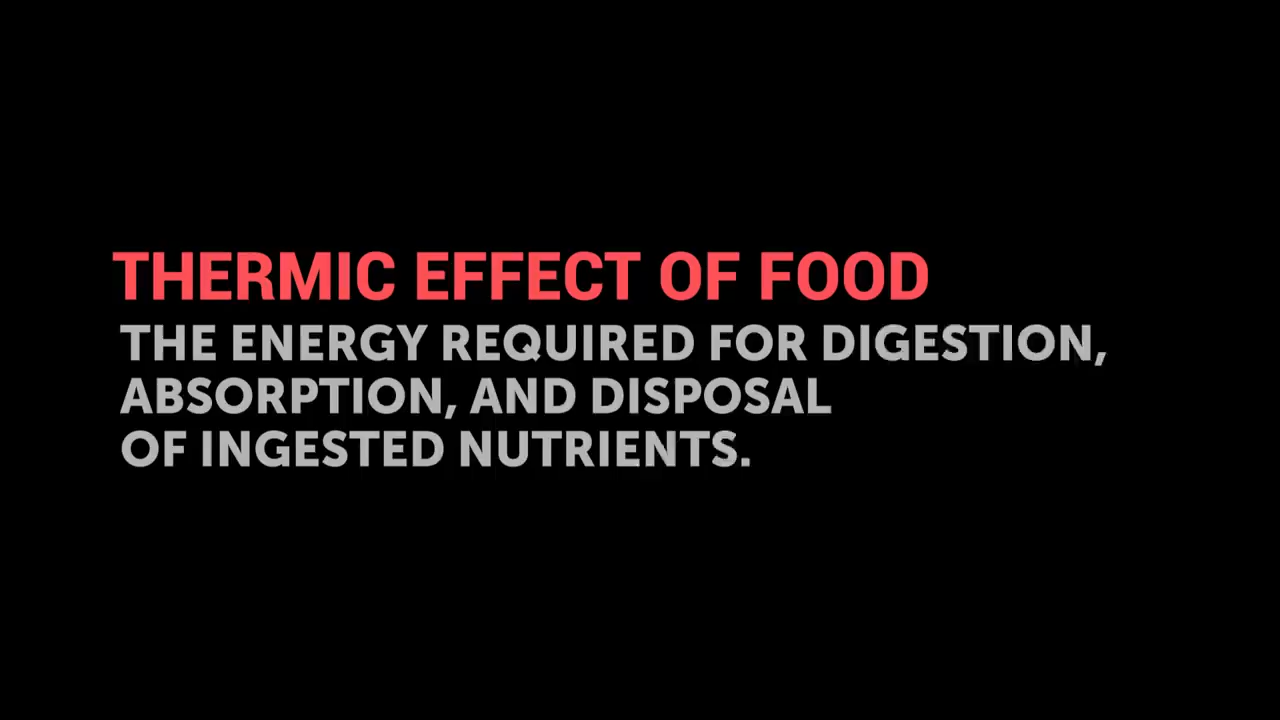 THERMIC EFFECT OF FOOD
THE ENERGY REQUIRED FOR DIGESTION,
ABSORPTION, AND DISPOSAL
OF INGESTED NUTRIENTS.